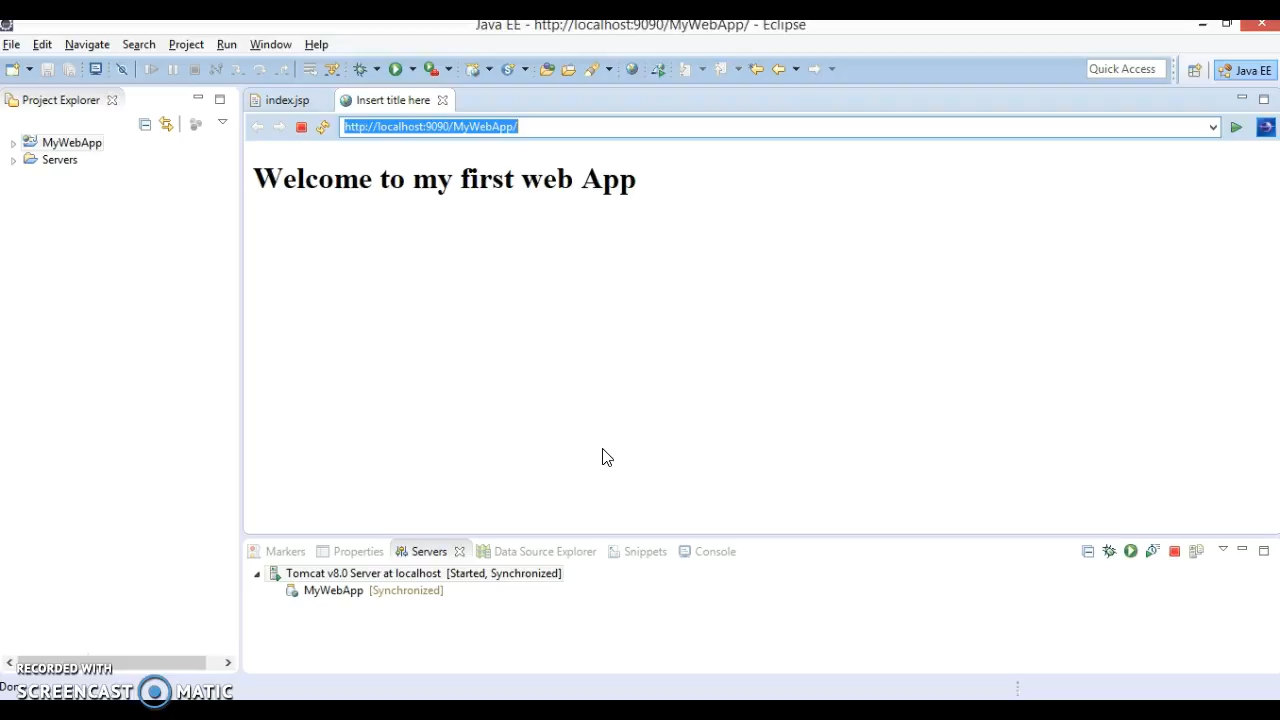 Java EE - http://localhost:9090/MyWebApp/ - Eclipse
File Edit Navigate Search Project Run Window Help
Quick Access Java EE
Project Explorer
index.jsp Insert title here
http://localhost:9090/MyWebApp/
MyWebApp
Servers
Welcome to my first web App
Markers Properties Servers Data Source Explorer Snippets Console
Tomcat v8.0 Server at localhost [Started, Synchronized]
MyWebApp [Synchronized]
RECORDED WITH
SCREENCAST MATIC